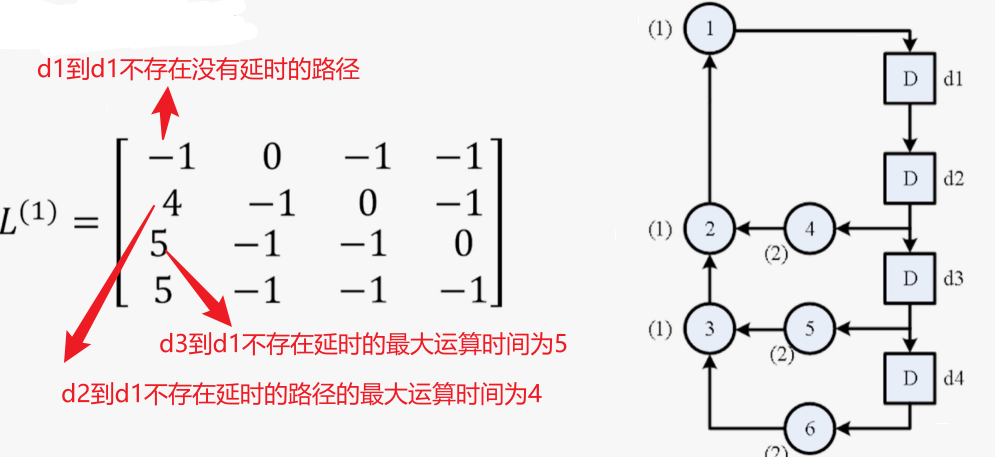 d1到d1不存在没有延时的路径
L(1) = [ −1 0 −1 −1
4 −1 0 −1
5 −1 −1 0
5 −1 −1 −1 ]
d3到d1不存在延时的最大运算时间为5
d2到d1不存在延时的路径的最大运算时间为4
(1) 1
D d1
D d2
(1) 2 4
(2)
D d3
(1) 3 5
(2)
D d4
6
(2)